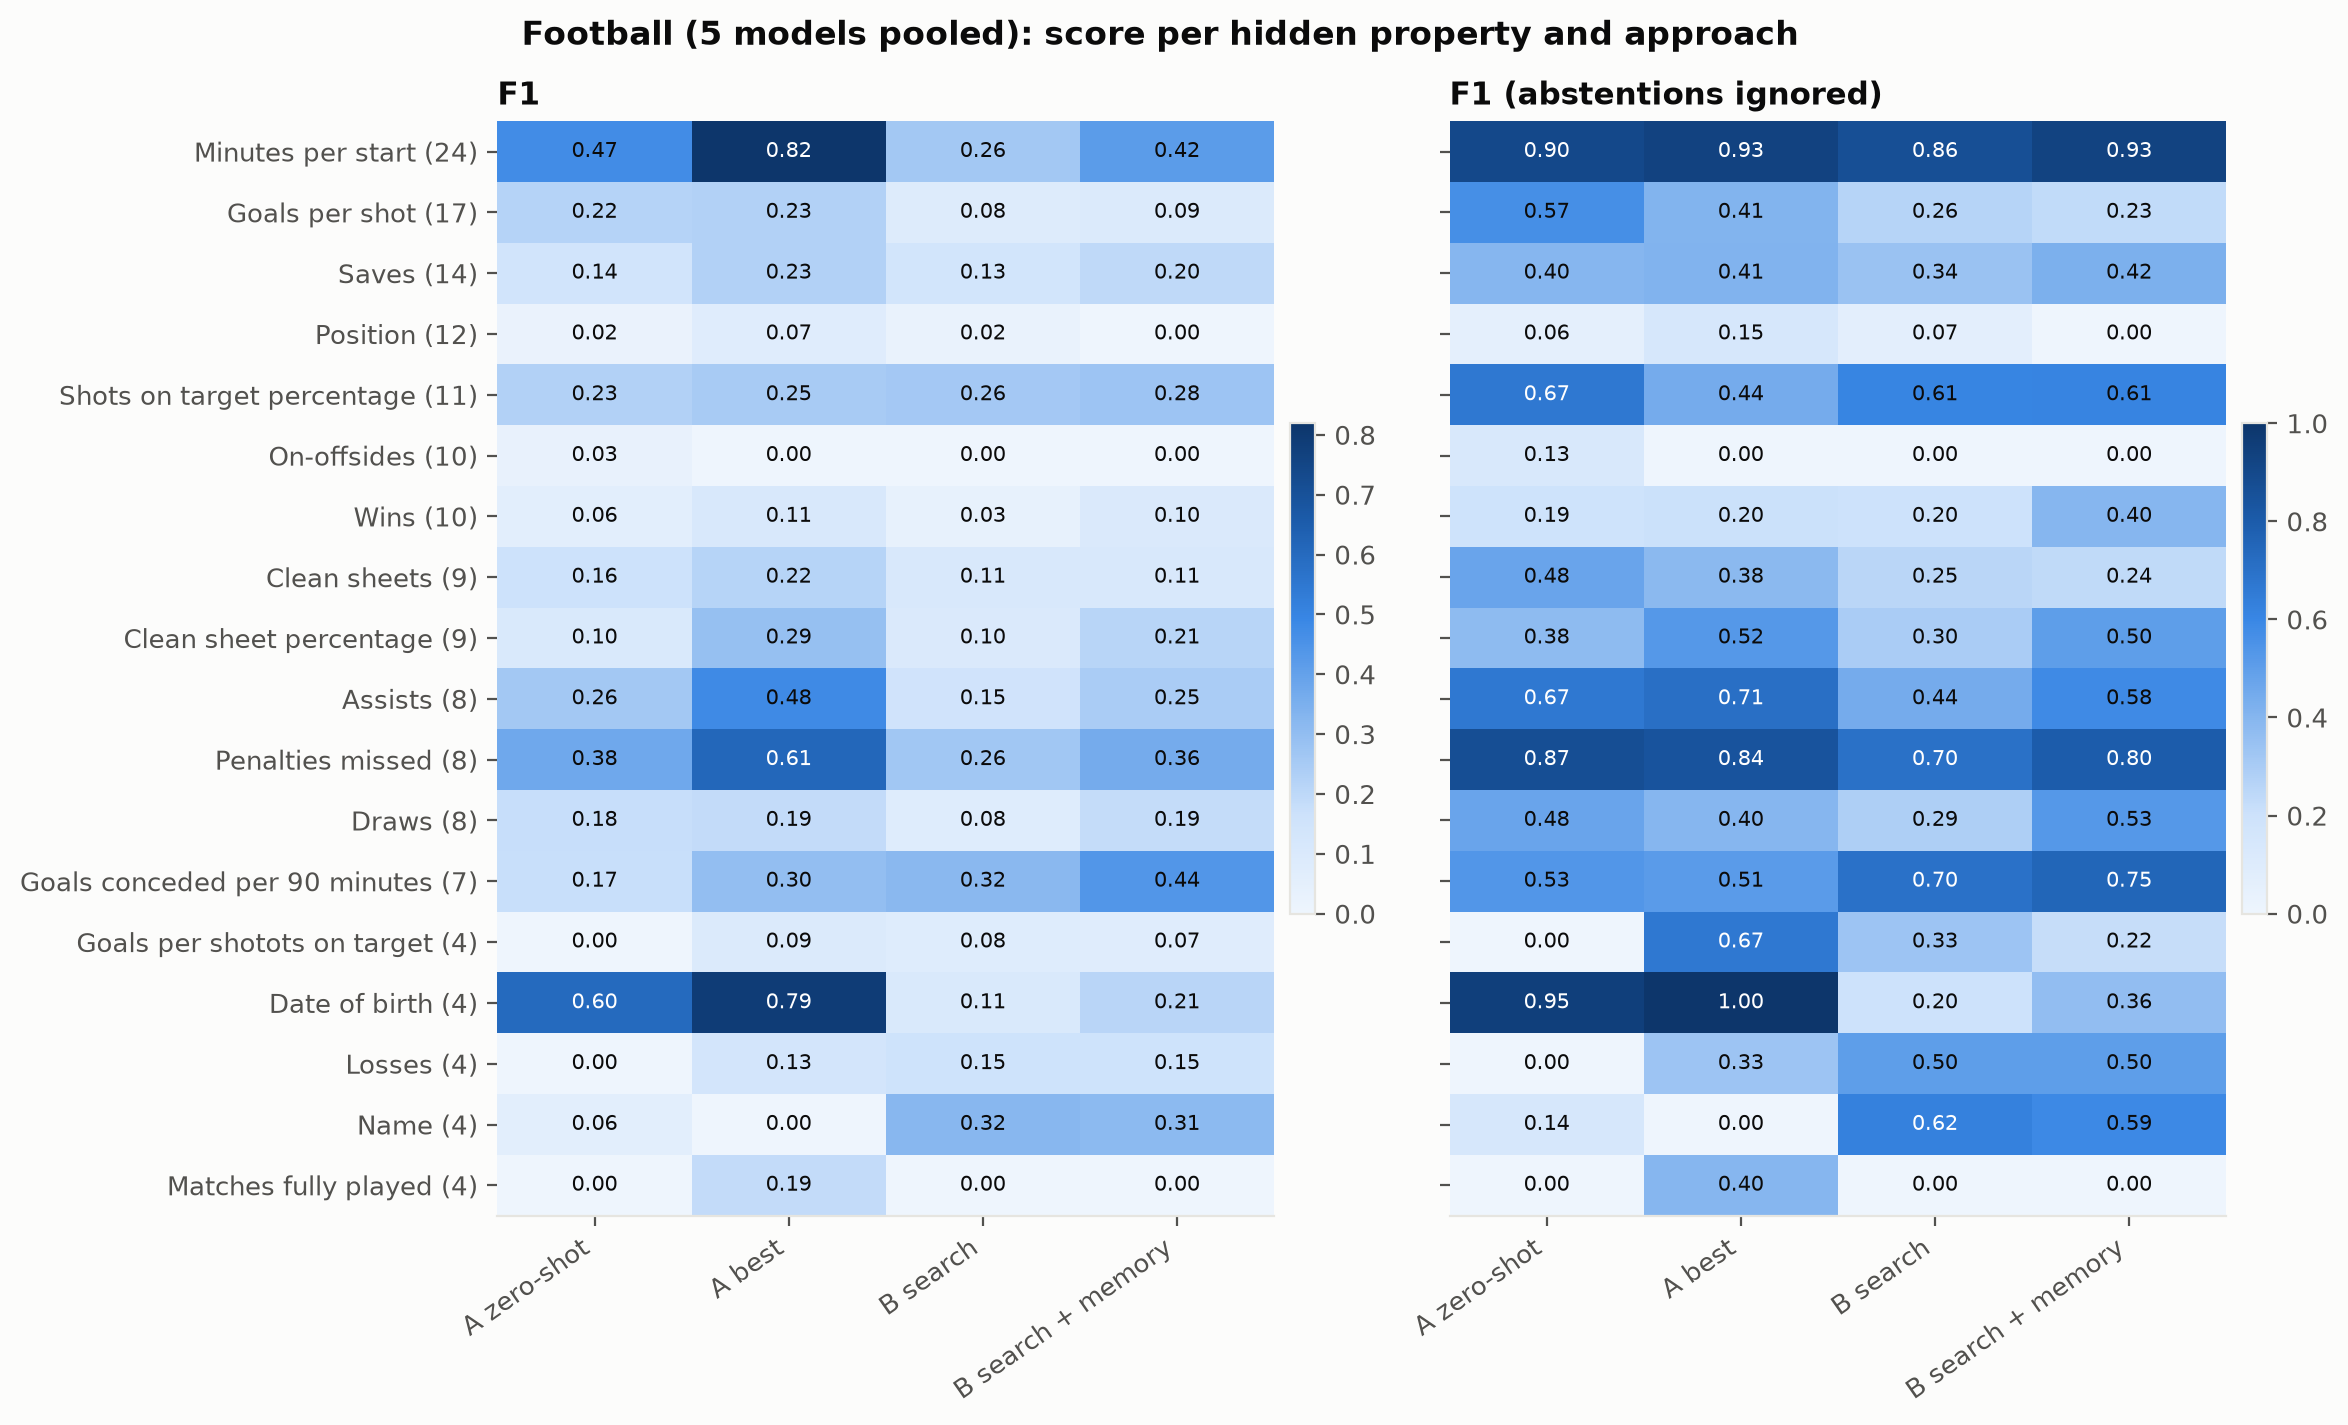 Football (5 models pooled): score per hidden property and approach
F1
F1 (abstentions ignored)
Minutes per start (24) 0.47 0.82 0.26 0.42 0.90 0.93 0.86 0.93
Goals per shot (17) 0.22 0.23 0.08 0.09 0.57 0.41 0.26 0.23
Saves (14) 0.14 0.23 0.13 0.20 0.40 0.41 0.34 0.42
Position (12) 0.02 0.07 0.02 0.00 0.06 0.15 0.07 0.00
Shots on target percentage (11) 0.23 0.25 0.26 0.28 0.67 0.44 0.61 0.61
On-offsides (10) 0.03 0.00 0.00 0.00 0.13 0.00 0.00 0.00
Wins (10) 0.06 0.11 0.03 0.10 0.19 0.20 0.20 0.40
Clean sheets (9) 0.16 0.22 0.11 0.11 0.48 0.38 0.25 0.24
Clean sheet percentage (9) 0.10 0.29 0.10 0.21 0.38 0.52 0.30 0.50
Assists (8) 0.26 0.48 0.15 0.25 0.67 0.71 0.44 0.58
Penalties missed (8) 0.38 0.61 0.26 0.36 0.87 0.84 0.70 0.80
Draws (8) 0.18 0.19 0.08 0.19 0.48 0.40 0.29 0.53
Goals conceded per 90 minutes (7) 0.17 0.30 0.32 0.44 0.53 0.51 0.70 0.75
Goals per shotots on target (4) 0.00 0.09 0.08 0.07 0.00 0.67 0.33 0.22
Date of birth (4) 0.60 0.79 0.11 0.21 0.95 1.00 0.20 0.36
Losses (4) 0.00 0.13 0.15 0.15 0.00 0.33 0.50 0.50
Name (4) 0.06 0.00 0.32 0.31 0.14 0.00 0.62 0.59
Matches fully played (4) 0.00 0.19 0.00 0.00 0.00 0.40 0.00 0.00
0.8
0.7
0.6
0.5
0.4
0.3
0.2
0.1
0.0
1.0
0.8
0.6
0.4
0.2
0.0
A zero-shot
A best
B search
B search + memory
A zero-shot
A best
B search
B search + memory